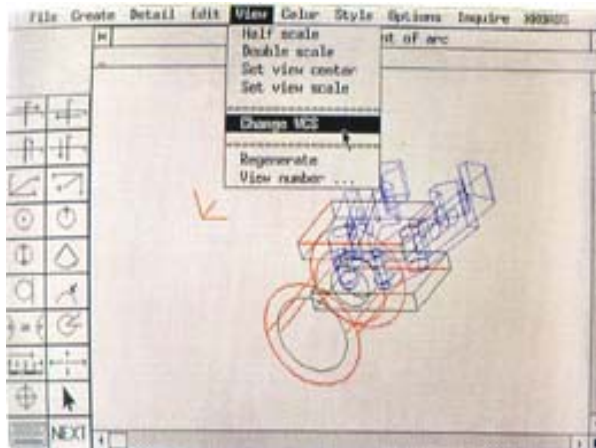 File Create Detail Edit View Color Style Options Inquire
Half scale
Double scale
Set view center
Set view scale
Change VCS
Regenerate
View number ...
nt of arc
NEXT